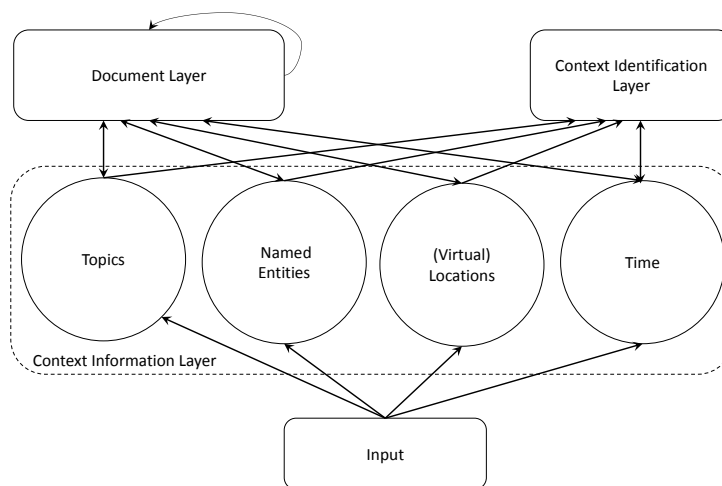 Document Layer
Context Identification
Layer
Topics
Named
Entities
(Virtual)
Locations
Time
Context Information Layer
Input